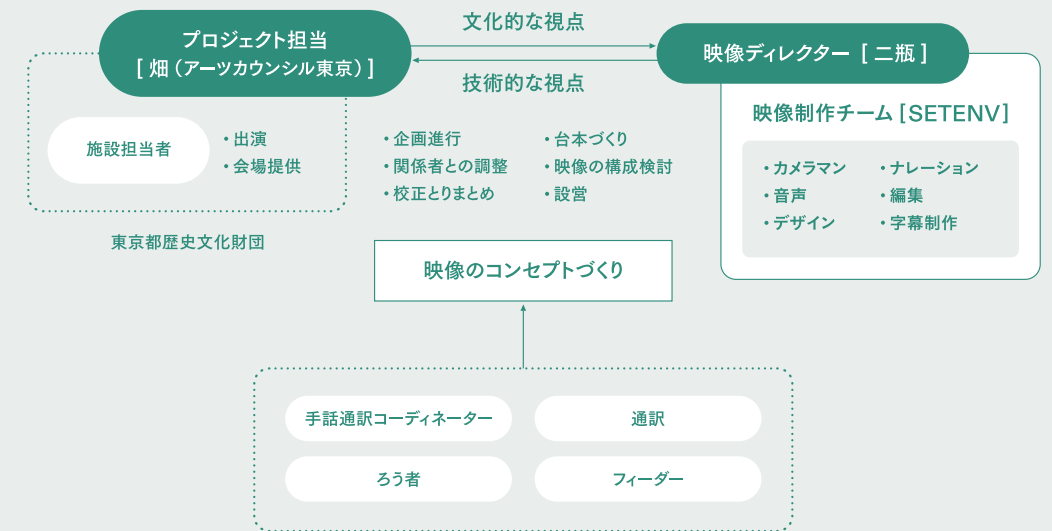 文化的な視点
プロジェクト担当
[ 畑（アーツカウンシル東京）]
映像ディレクター [ 二瓶 ]
技術的な視点
映像制作チーム [SETENV]
施設担当者
・出演
・会場提供
・企画進行
・関係者との調整
・校正とりまとめ
・台本づくり
・映像の構成検討
・設営
・カメラマン
・音声
・デザイン
・ナレーション
・編集
・字幕制作
東京都歴史文化財団
映像のコンセプトづくり
手話通訳コーディネーター
通訳
ろう者
フィーダー